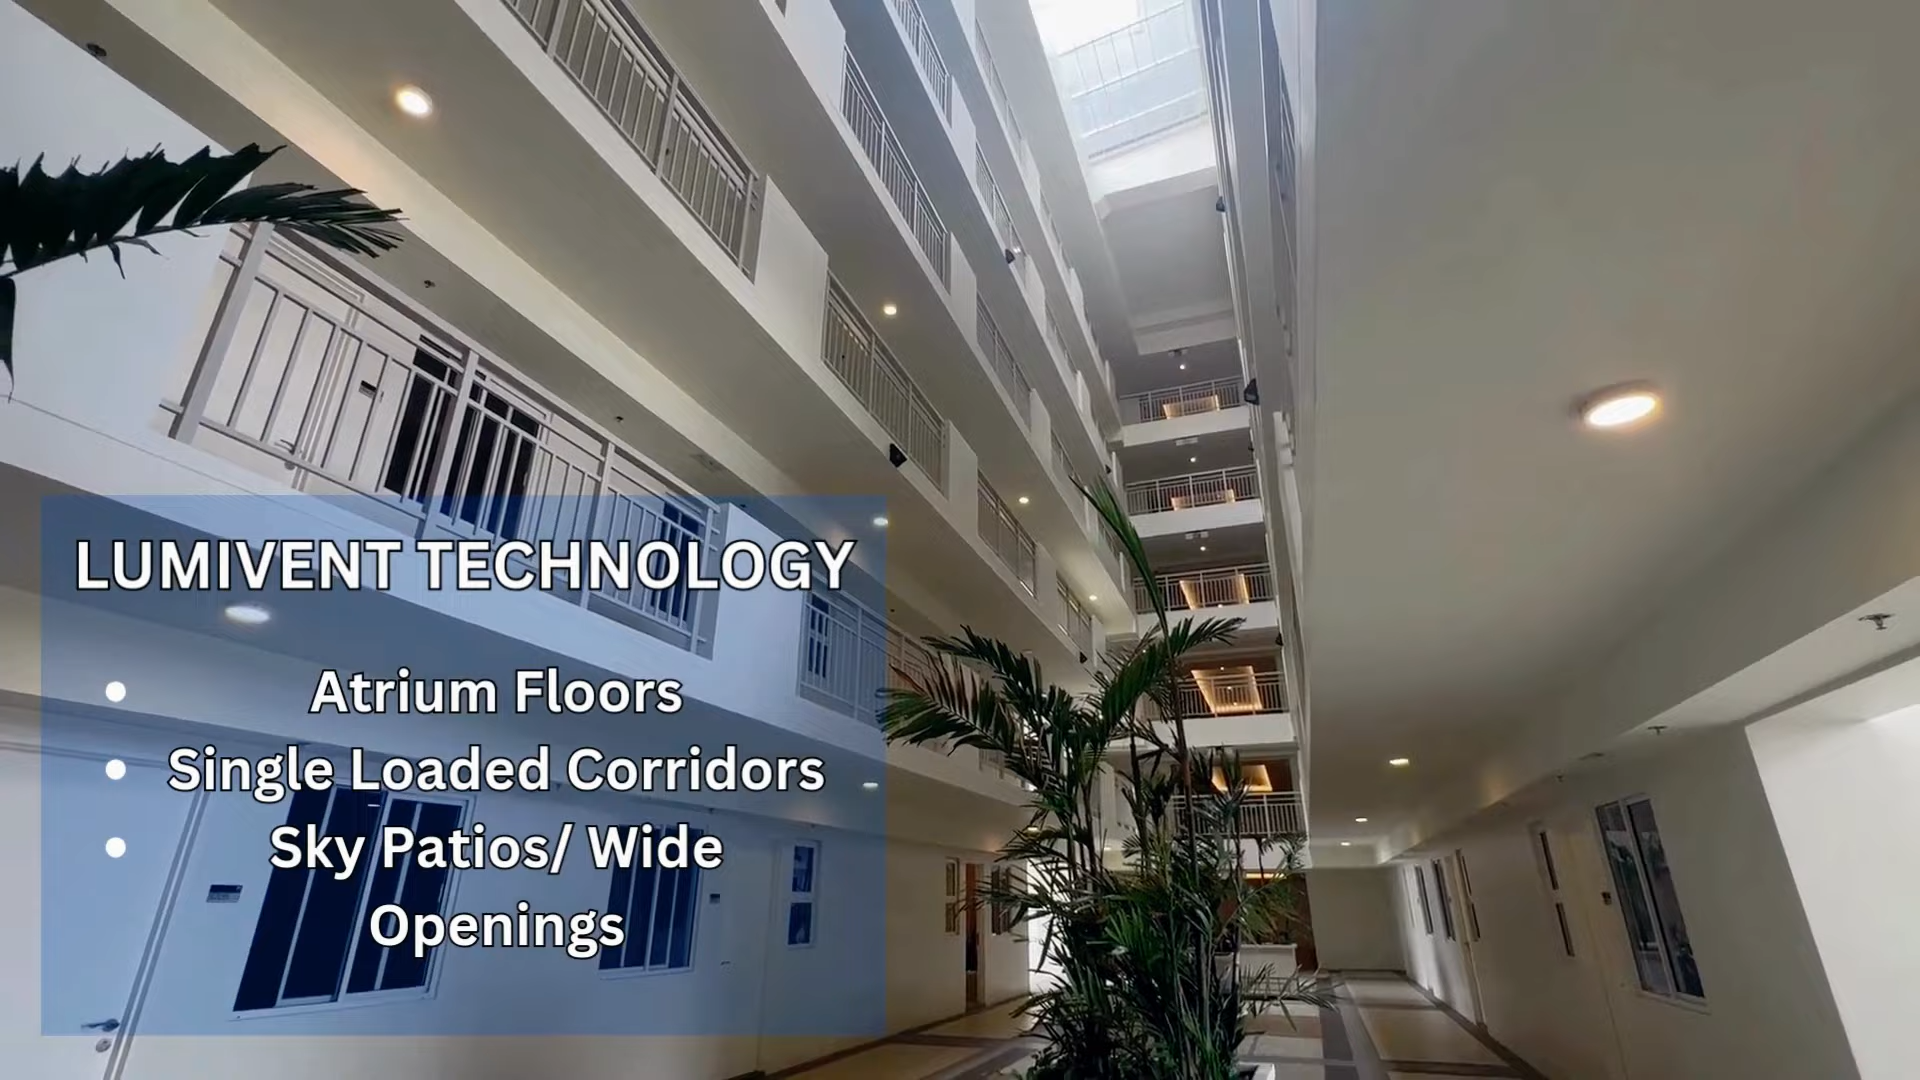 LUMIVENT TECHNOLOGY
• Atrium Floors
• Single Loaded Corridors
• Sky Patios/ Wide
Openings